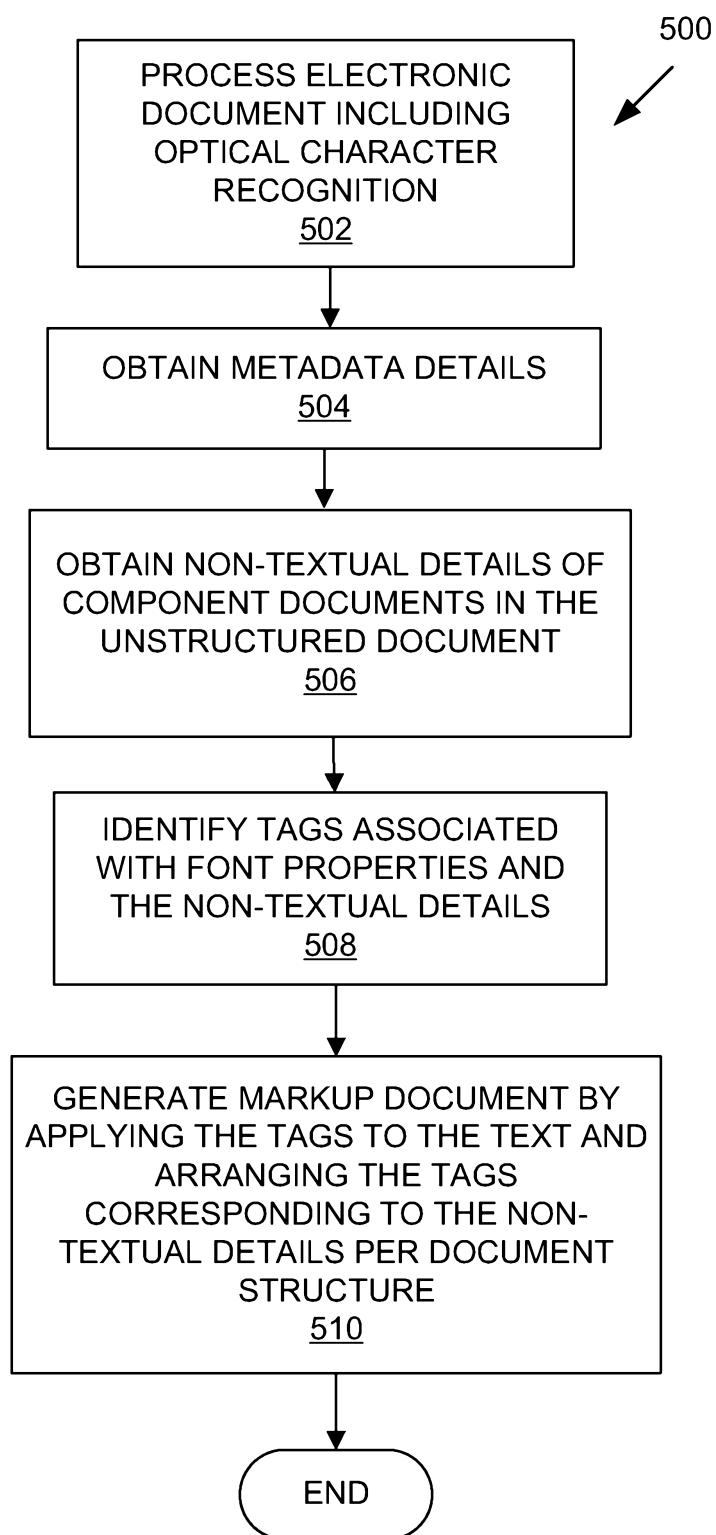 500
PROCESS ELECTRONIC
DOCUMENT INCLUDING
OPTICAL CHARACTER
RECOGNITION
502
OBTAIN METADATA DETAILS
504
OBTAIN NON-TEXTUAL DETAILS OF
COMPONENT DOCUMENTS IN THE
UNSTRUCTURED DOCUMENT
506
IDENTIFY TAGS ASSOCIATED
WITH FONT PROPERTIES AND
THE NON-TEXTUAL DETAILS
508
GENERATE MARKUP DOCUMENT BY
APPLYING THE TAGS TO THE TEXT AND
ARRANGING THE TAGS
CORRESPONDING TO THE NON-
TEXTUAL DETAILS PER DOCUMENT
STRUCTURE
510
END